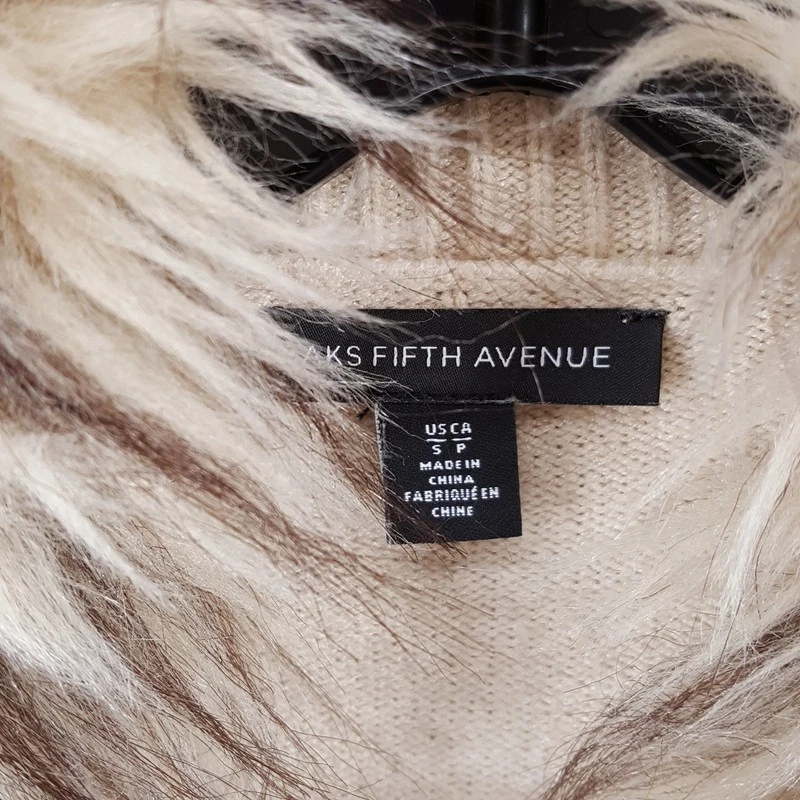 AKS FIFTH AVENUE
US CA
S P
MADE IN
CHINA
FABRIQUÉ EN
CHINE